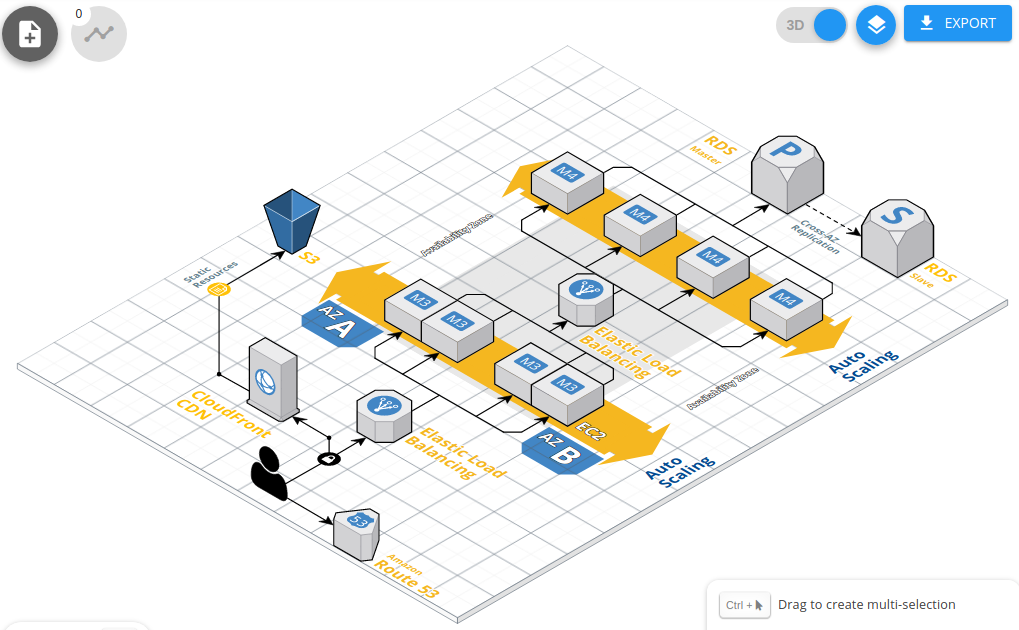 0
3D
EXPORT
RDS
Master
P
M4
M4
M4
M4
S
Cross-AZ
Replication
RDS
Slave
Availability Zone
S3
Static
Resources
AZ A
M3
M3
M3
M3
Elastic Load
Balancing
Auto
Scaling
Availability Zone
CloudFront
CDN
Elastic Load
Balancing
EC2
AZ B
Auto
Scaling
53
Amazon
Route 53
Ctrl +
Drag to create multi-selection